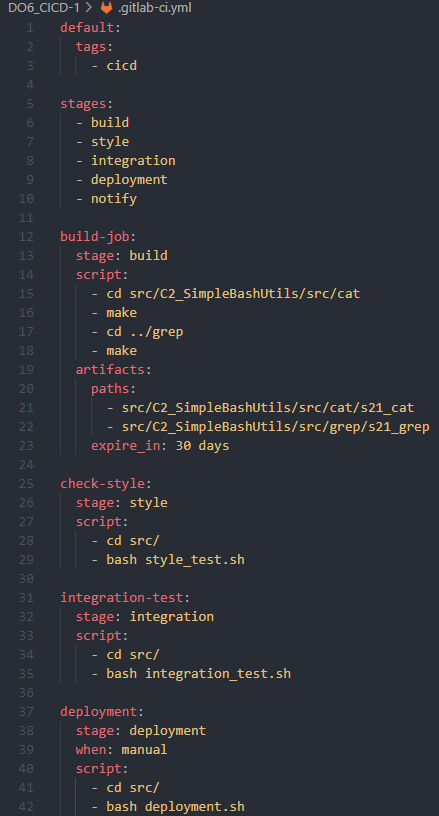 DO6_CICD-1 > .gitlab-ci.yml
1 default:
2   tags:
3     - cicd
4
5 stages:
6   - build
7   - style
8   - integration
9   - deployment
10   - notify
11
12 build-job:
13   stage: build
14   script:
15     - cd src/C2_SimpleBashUtils/src/cat
16     - make
17     - cd ../grep
18     - make
19   artifacts:
20     paths:
21       - src/C2_SimpleBashUtils/src/cat/s21_cat
22       - src/C2_SimpleBashUtils/src/grep/s21_grep
23     expire_in: 30 days
24
25 check-style:
26   stage: style
27   script:
28     - cd src/
29     - bash style_test.sh
30
31 integration-test:
32   stage: integration
33   script:
34     - cd src/
35     - bash integration_test.sh
36
37 deployment:
38   stage: deployment
39   when: manual
40   script:
41     - cd src/
42     - bash deployment.sh